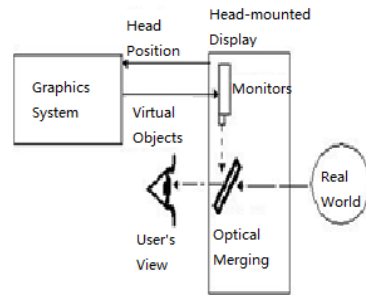 Head
Position
Head-mounted
Display
Graphics
System
Monitors
Virtual
Objects
Real
World
User's
View
Optical
Merging